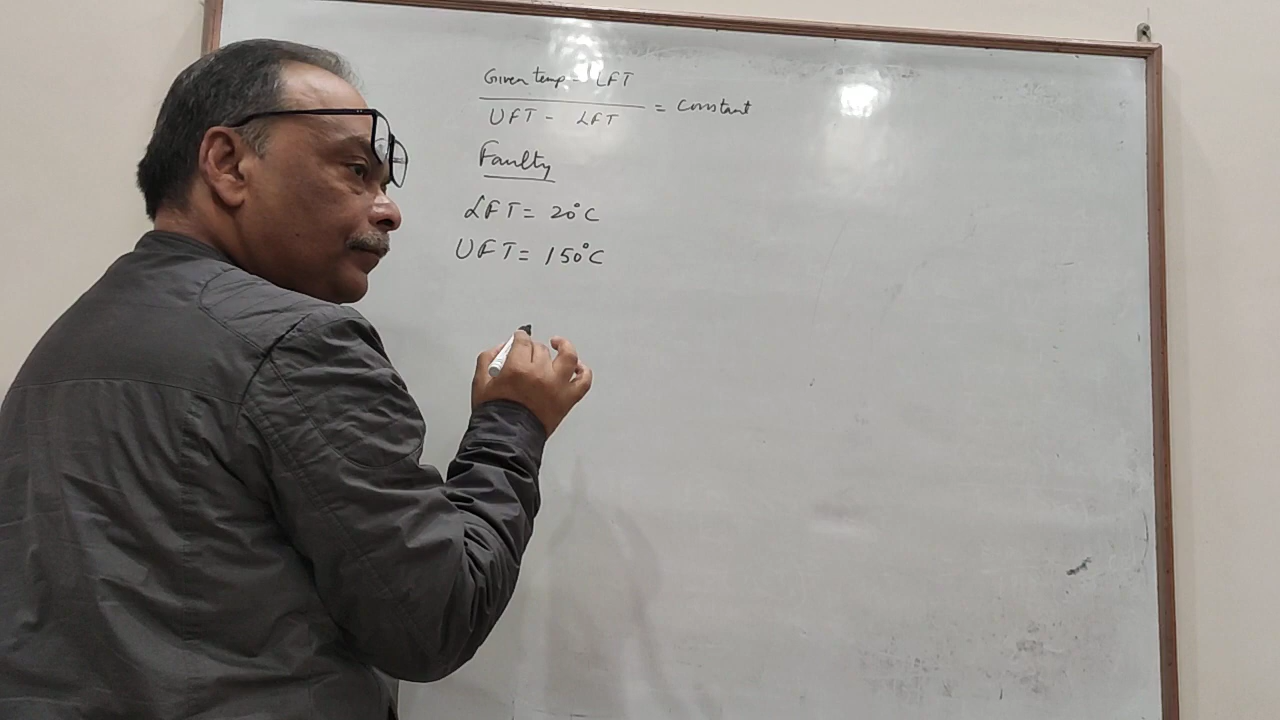 Given temp - LFT
UFT - LFT = Constant
Faulty
LFT = 20°C
UFT = 150°C